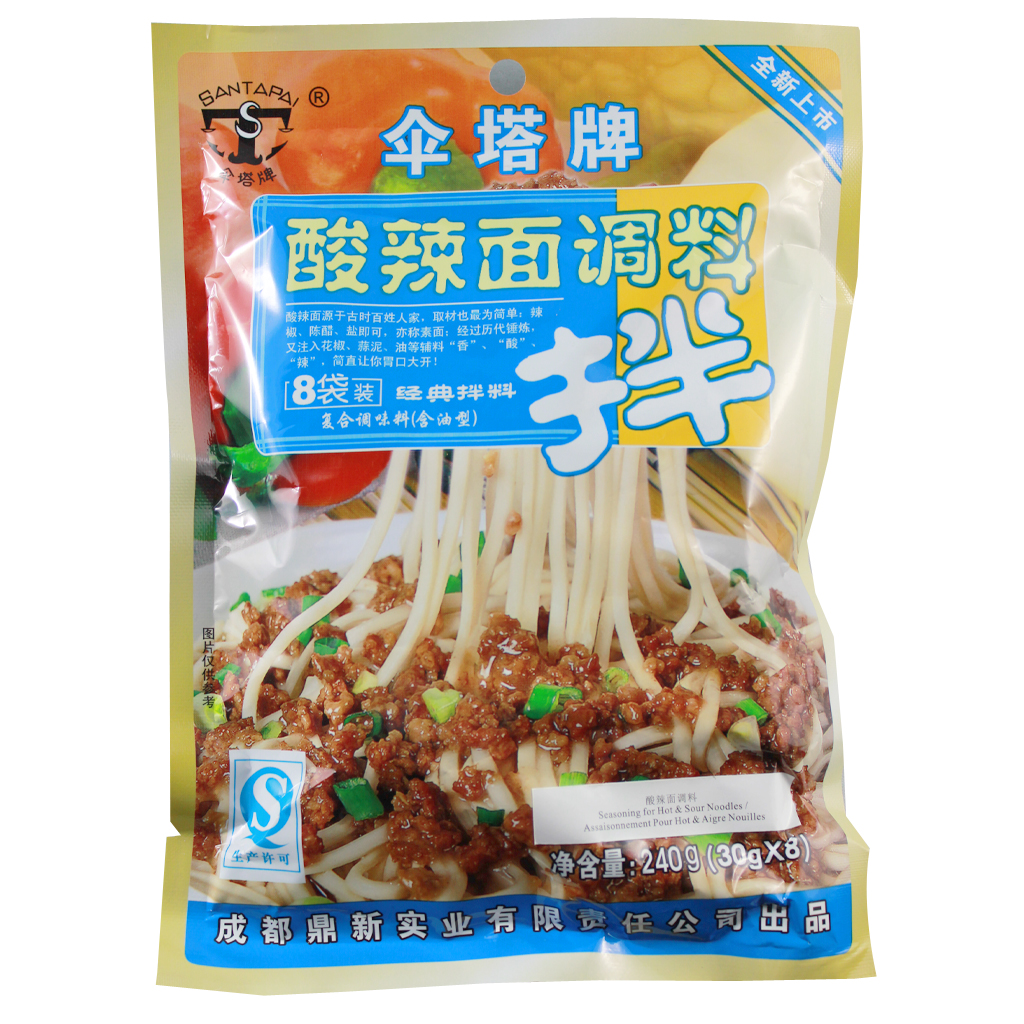 SANTAPAI ®
伞塔牌
全新上市
伞塔牌
酸辣面调料
拌
酸辣面源于古时百姓人家，取材也最为简单：辣
椒、陈醋、盐即可，亦称素面；经过历代锤炼，
又注入花椒、蒜泥、油等辅料“香”、“酸”、
“辣”，简直让你胃口大开！
8袋装 经典拌料
复合调味料(含油型)
图片仅供参考
QS
生产许可
酸辣面调料
Seasoning for Hot & Sour Noodles /
Assaisonnement Pour Hot & Aigre Nouilles
净含量:240g(30gX8)
成都鼎新实业有限责任公司出品